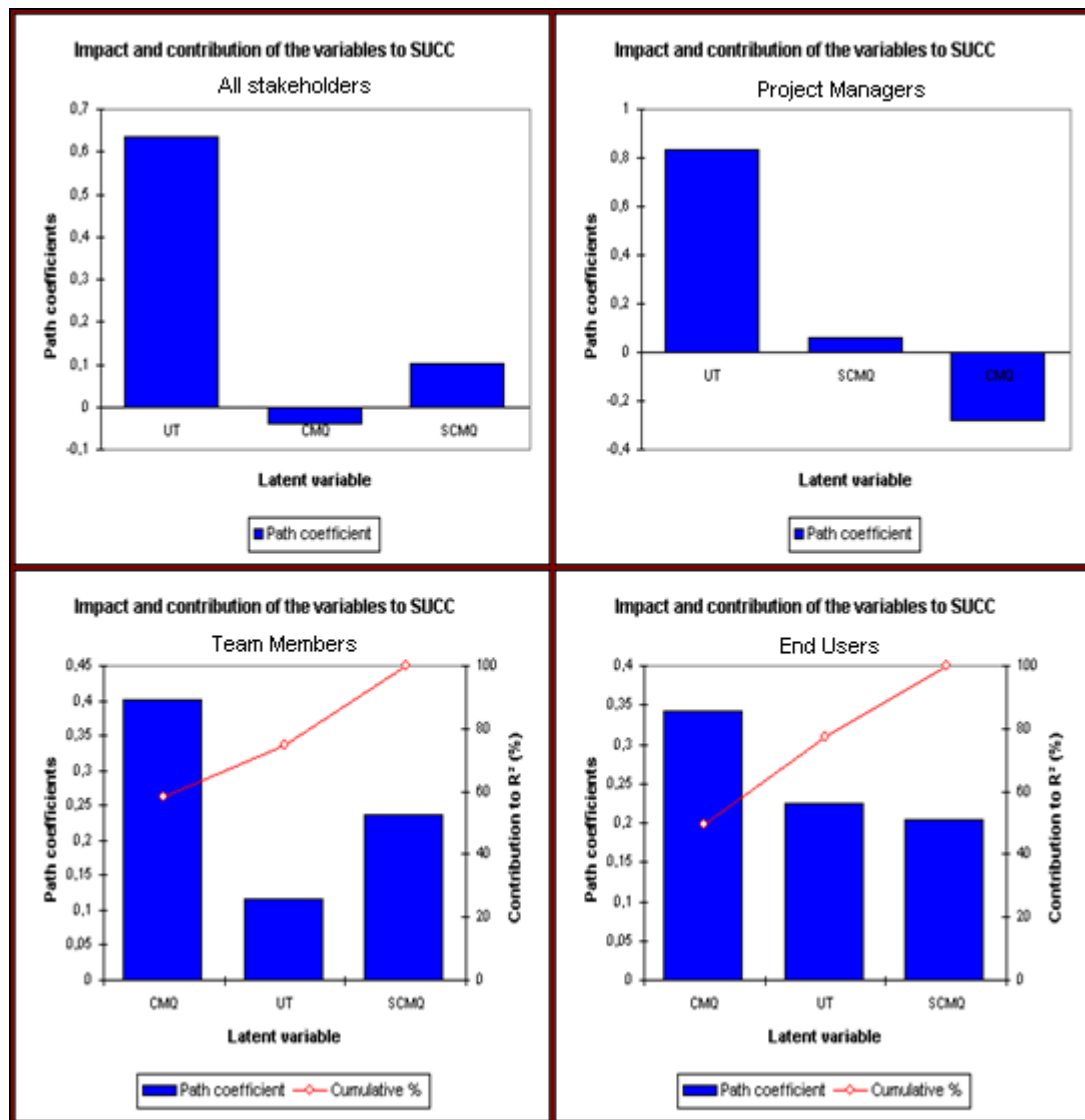 Impact and contribution of the variables to SUCC
All stakeholders
0,7
0,6
0,5
0,4
0,3
0,2
0,1
0
-0,1
Path coefficients
UT CMQ SCMQ
Latent variable
Path coefficient
Impact and contribution of the variables to SUCC
Project Managers
1
0,8
0,6
0,4
0,2
0
-0,2
-0,4
Path coefficients
UT SCMQ CMQ
Latent variable
Path coefficient
Impact and contribution of the variables to SUCC
Team Members
0,45
0,4
0,35
0,3
0,25
0,2
0,15
0,1
0,05
0
Path coefficients
100
80
60
40
20
0
Contribution to R² (%)
CMQ UT SCMQ
Latent variable
Path coefficient Cumulative %
Impact and contribution of the variables to SUCC
End Users
0,4
0,35
0,3
0,25
0,2
0,15
0,1
0,05
0
Path coefficients
100
80
60
40
20
0
Contribution to R² (%)
CMQ UT SCMQ
Latent variable
Path coefficient Cumulative %